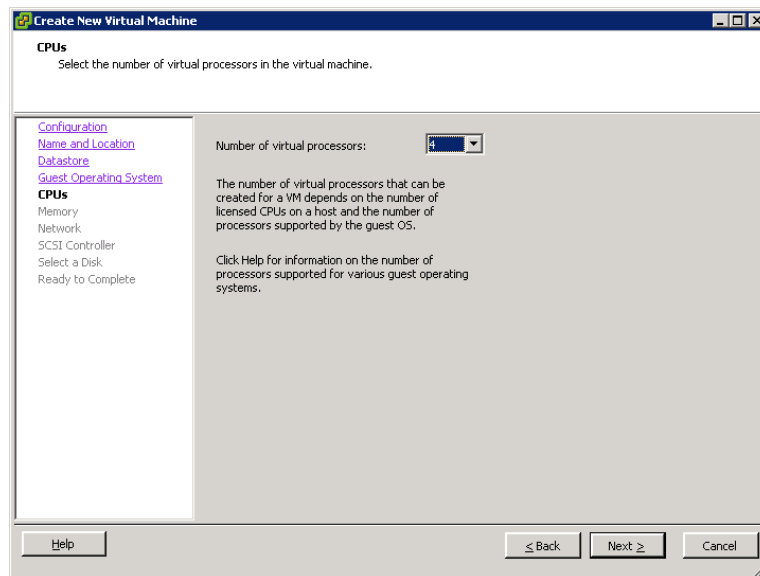 Create New Virtual Machine
CPUs
Select the number of virtual processors in the virtual machine.
Configuration
Name and Location
Datastore
Guest Operating System
CPUs
Memory
Network
SCSI Controller
Select a Disk
Ready to Complete
Number of virtual processors: 4
The number of virtual processors that can be
created for a VM depends on the number of
licensed CPUs on a host and the number of
processors supported by the guest OS.
Click Help for information on the number of
processors supported for various guest operating
systems.
Help
≤ Back
Next ≥
Cancel